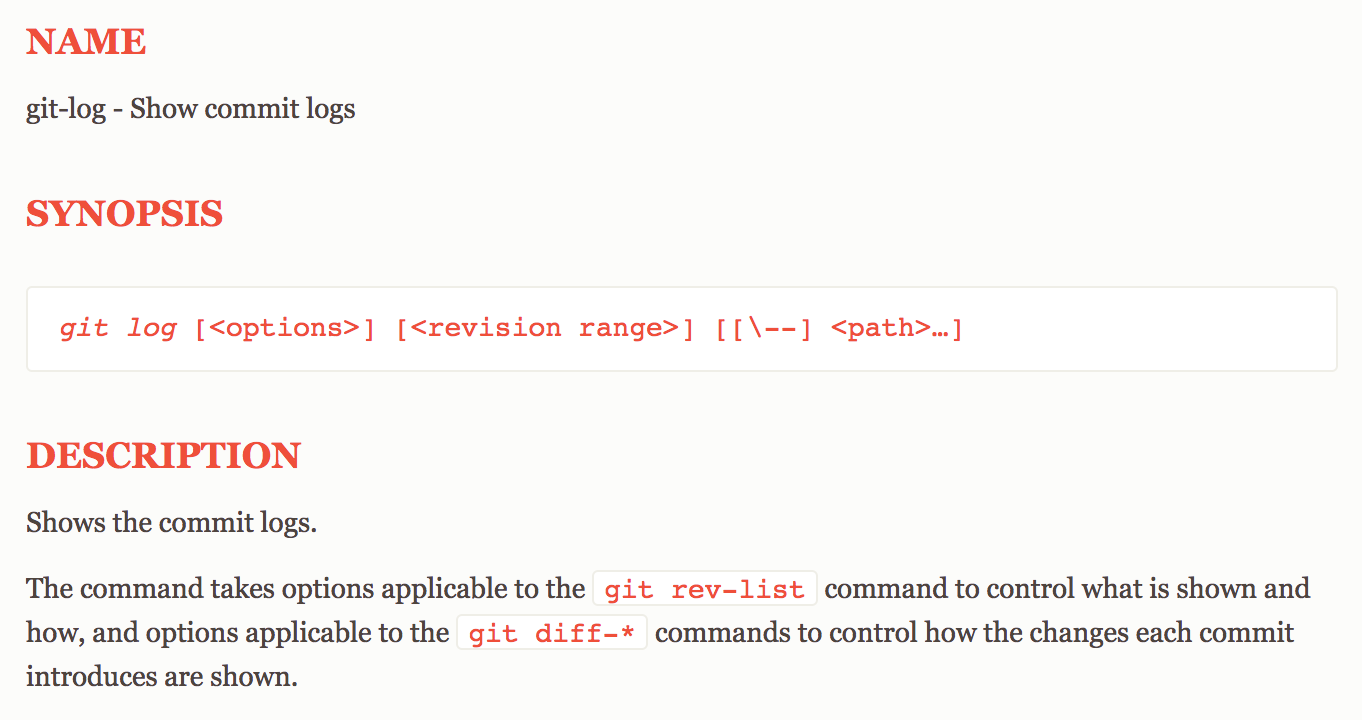 NAME
git-log - Show commit logs
SYNOPSIS
git log [<options>] [<revision range>] [[\--] <path>…]
DESCRIPTION
Shows the commit logs.
The command takes options applicable to the git rev-list command to control what is shown and
how, and options applicable to the git diff-* commands to control how the changes each commit
introduces are shown.